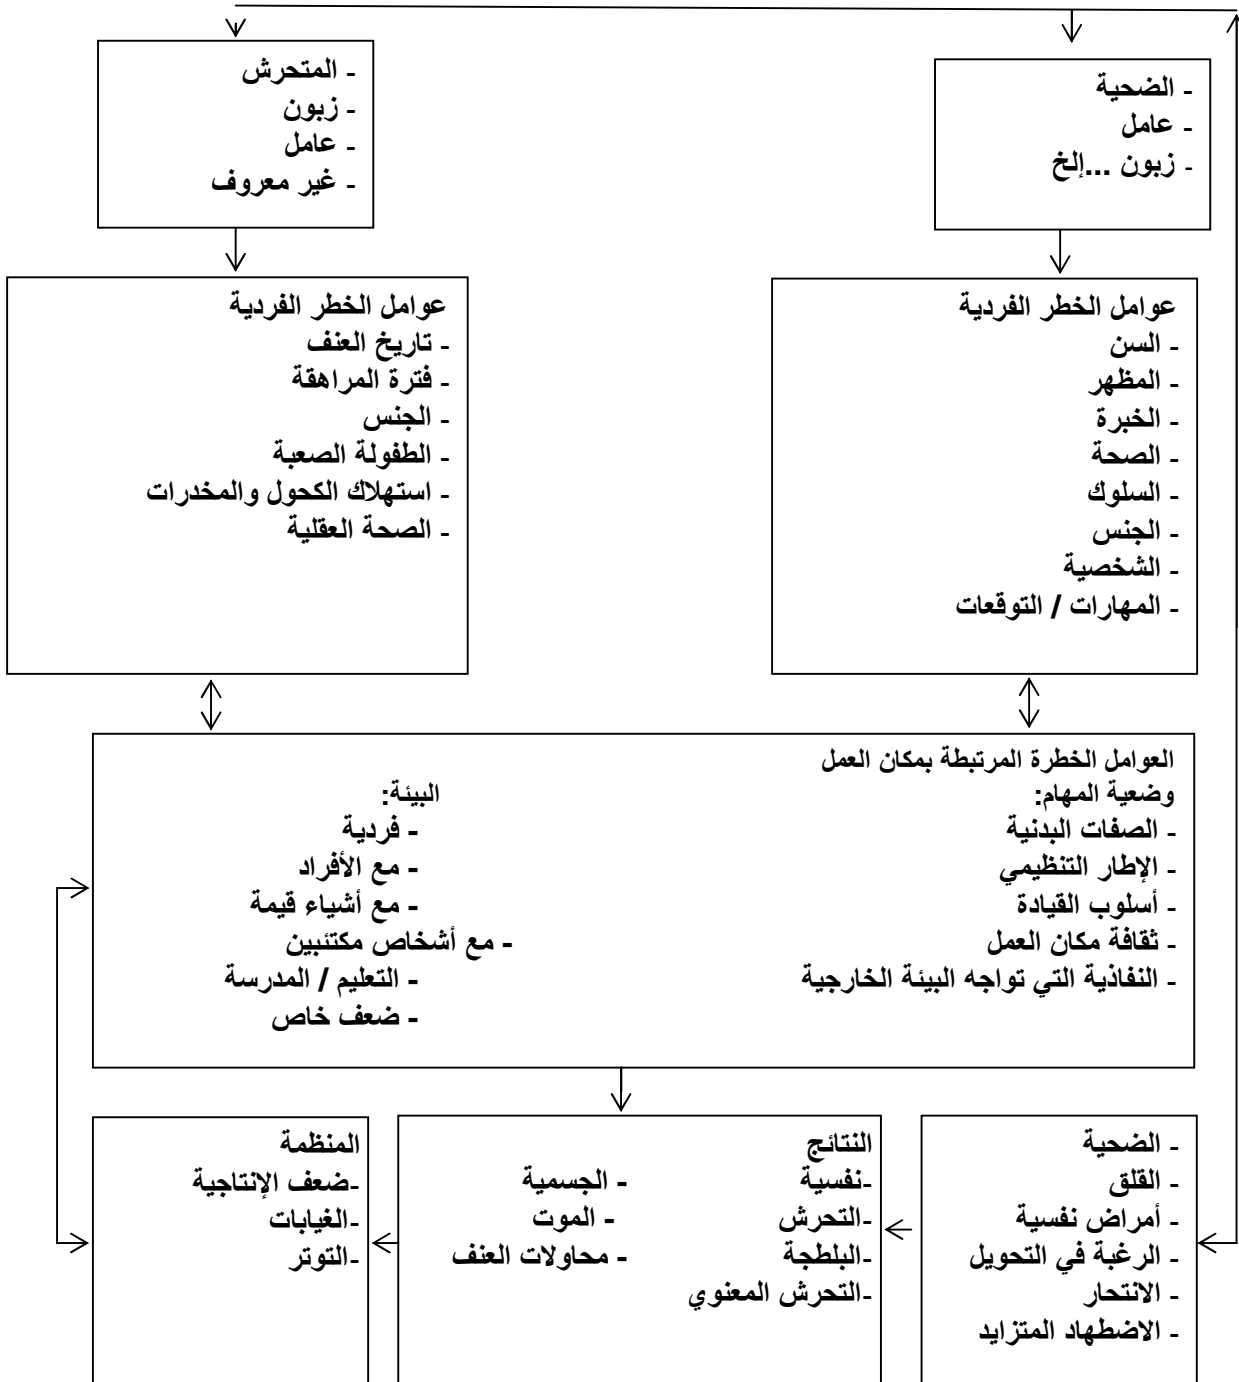 - الضحية
- عامل
- زبون ...إلخ
- المتحرش
- زبون
- عامل
- غير معروف
عوامل الخطر الفردية
- السن
- المظهر
- الخبرة
- الصحة
- السلوك
- الجنس
- الشخصية
- المهارات / التوقعات
عوامل الخطر الفردية
- تاريخ العنف
- فترة المراهقة
- الجنس
- الطفولة الصعبة
- استهلاك الكحول والمخدرات
- الصحة العقلية
العوامل الخطرة المرتبطة بمكان العمل
وضعية المهام:
- الصفات البدنية
- الإطار التنظيمي
- أسلوب القيادة
- ثقافة مكان العمل
- النفاذية التي تواجه البيئة الخارجية
البيئة:
- فردية
- مع الأفراد
- مع أشياء قيمة
- مع أشخاص مكتئبين
- التعليم / المدرسة
- ضعف خاص
- الضحية
- القلق
- أمراض نفسية
- الرغبة في التحويل
- الانتحار
- الاضطهاد المتزايد
النتائج
-نفسية
-التحرش
-البلطجة
-التحرش المعنوي
- الجسمية
- الموت
- محاولات العنف
المنظمة
-ضعف الإنتاجية
-الغيابات
-التوتر